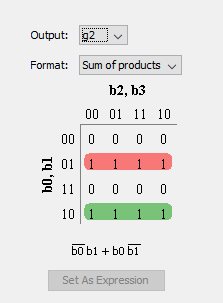 Output: g2
Format: Sum of products
b2, b3
00 01 11 10
b0, b1
00 0 0 0 0
01 1 1 1 1
11 0 0 0 0
10 1 1 1 1
b̅0̅ b1 + b0 b̅1̅
Set As Expression